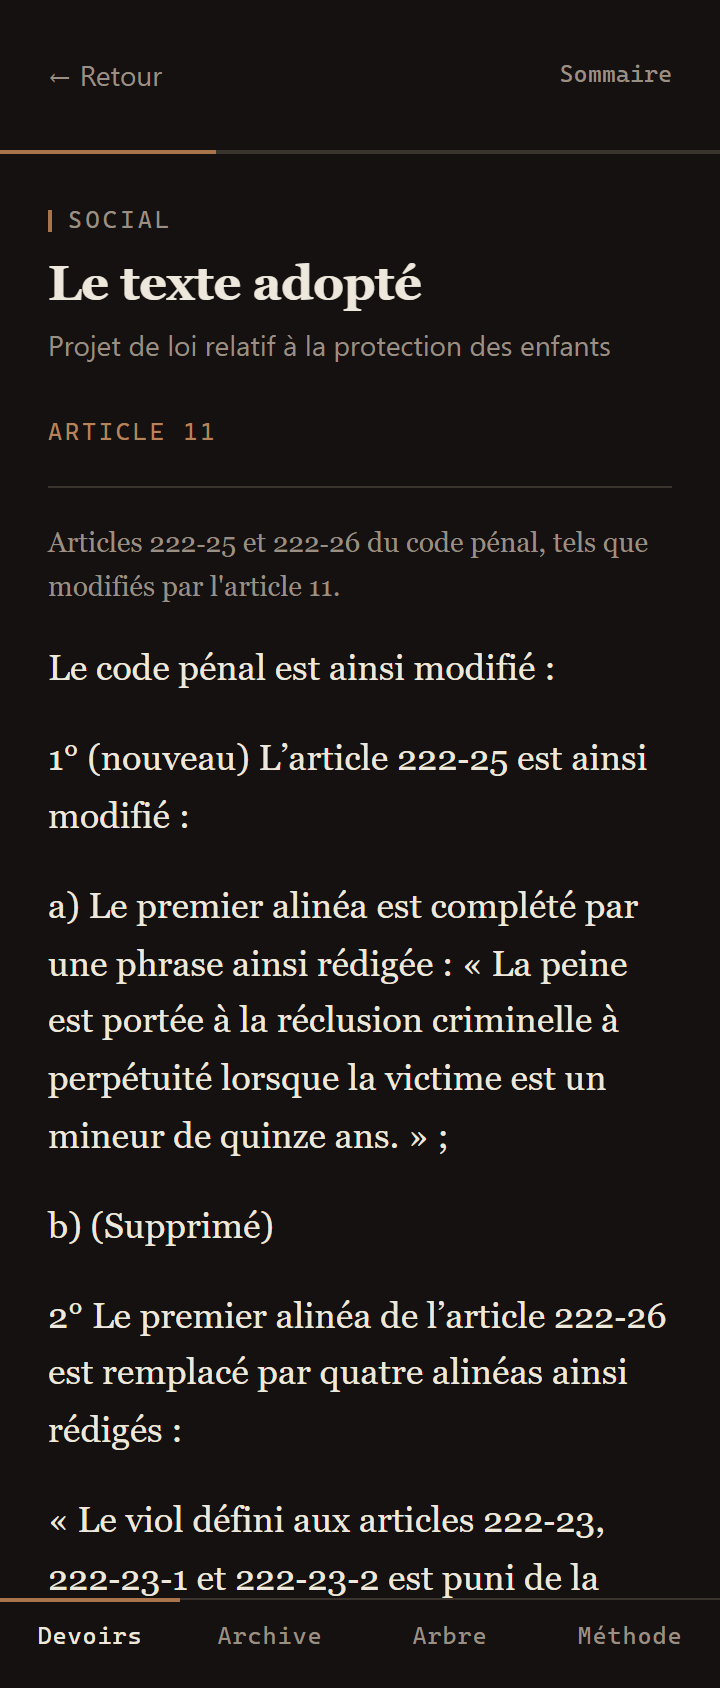 ← Retour
Sommaire
SOCIAL
Le texte adopté
Projet de loi relatif à la protection des enfants
ARTICLE 11
Articles 222-25 et 222-26 du code pénal, tels que
modifiés par l'article 11.
Le code pénal est ainsi modifié :
1° (nouveau) L’article 222-25 est ainsi
modifié :
a) Le premier alinéa est complété par
une phrase ainsi rédigée : « La peine
est portée à la réclusion criminelle à
perpétuité lorsque la victime est un
mineur de quinze ans. » ;
b) (Supprimé)
2° Le premier alinéa de l’article 222-26
est remplacé par quatre alinéas ainsi
rédigés :
« Le viol défini aux articles 222-23,
222-23-1 et 222-23-2 est puni de la
Devoirs
Archive
Arbre
Méthode